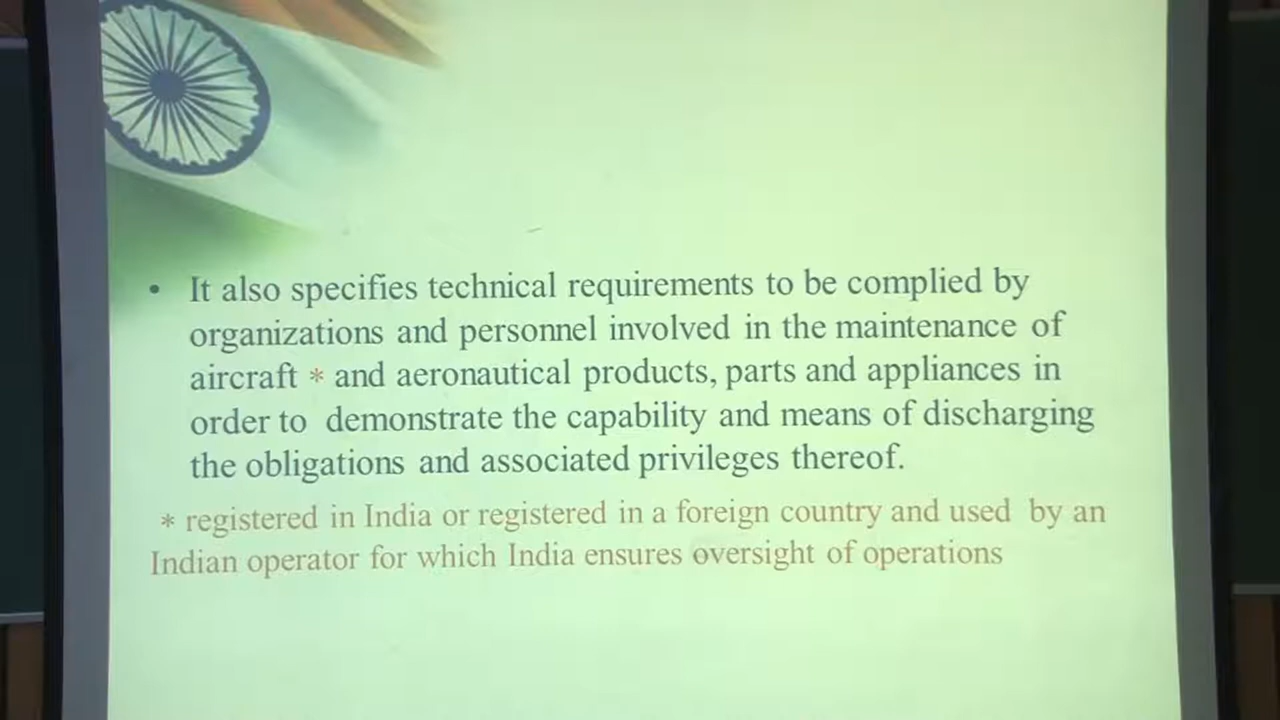 • It also specifies technical requirements to be complied by
organizations and personnel involved in the maintenance of
aircraft * and aeronautical products, parts and appliances in
order to demonstrate the capability and means of discharging
the obligations and associated privileges thereof.
* registered in India or registered in a foreign country and used by an
Indian operator for which India ensures oversight of operations